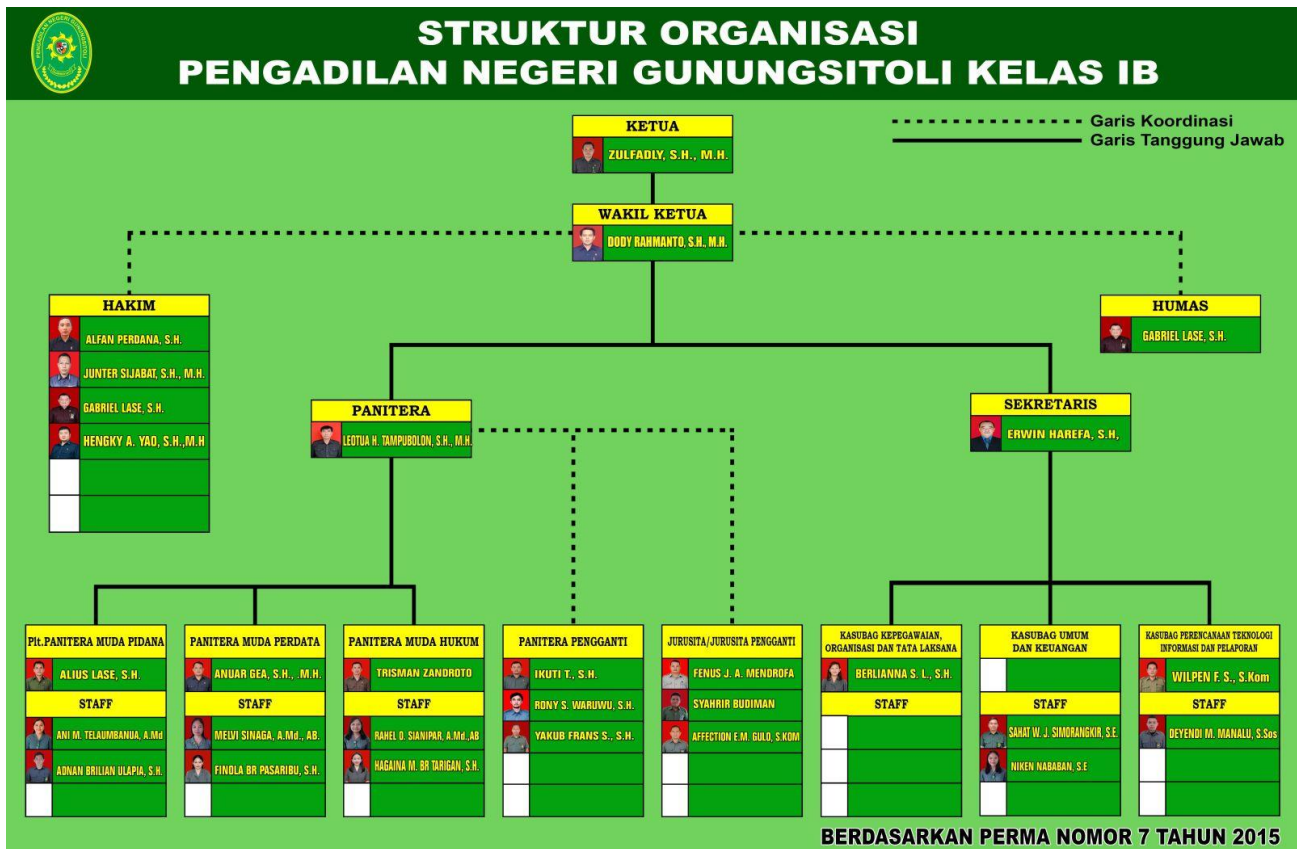 STRUKTUR ORGANISASI
PENGADILAN NEGERI GUNUNGSITOLI KELAS IB
PENGADILAN NEGERI GUNUNGSITOLI
Garis Koordinasi
Garis Tanggung Jawab
KETUA
ZULFADLY, S.H., M.H.
WAKIL KETUA
DODY RAHMANTO, S.H., M.H.
HAKIM
ALFAN PERDANA, S.H.
JUNTER SIJABAT, S.H., M.H.
GABRIEL LASE, S.H.
HENGKY A. YAO, S.H.,M.H
HUMAS
GABRIEL LASE, S.H.
PANITERA
LEOTUA H. TAMPUBOLON, S.H., M.H.
SEKRETARIS
ERWIN HAREFA, S.H,
Plt.PANITERA MUDA PIDANA
ALIUS LASE, S.H.
STAFF
ANI M. TELAUMBANUA, A.Md
ADNAN BRILIAN ULAPIA, S.H.
PANITERA MUDA PERDATA
ANUAR GEA, S.H., .M.H.
STAFF
MELVI SINAGA, A.Md., AB.
FINOLA BR PASARIBU, S.H.
PANITERA MUDA HUKUM
TRISMAN ZANDROTO
STAFF
RAHEL O. SIANIPAR, A.Md.,AB
HAGAINA M. BR TARIGAN, S.H.
PANITERA PENGGANTI
IKUTI T., S.H.
RONY S. WARUWU, S.H.
YAKUB FRANS S., S.H.
JURUSITA/JURUSITA PENGGANTI
FENUS J. A. MENDROFA
SYAHRIR BUDIMAN
AFFECTION E.M. GULO, S.KOM
KASUBAG KEPEGAWAIAN,
ORGANISASI DAN TATA LAKSANA
BERLIANNA S. L., S.H.
STAFF
KASUBAG UMUM
DAN KEUANGAN
STAFF
SAHAT W. J. SIMORANGKIR, S.E.
NIKEN NABABAN, S.E
KASUBAG PERENCANAAN TEKNOLOGI
INFORMASI DAN PELAPORAN
WILPEN F. S., S.Kom
STAFF
DEYENDI M. MANALU, S.Sos
BERDASARKAN PERMA NOMOR 7 TAHUN 2015